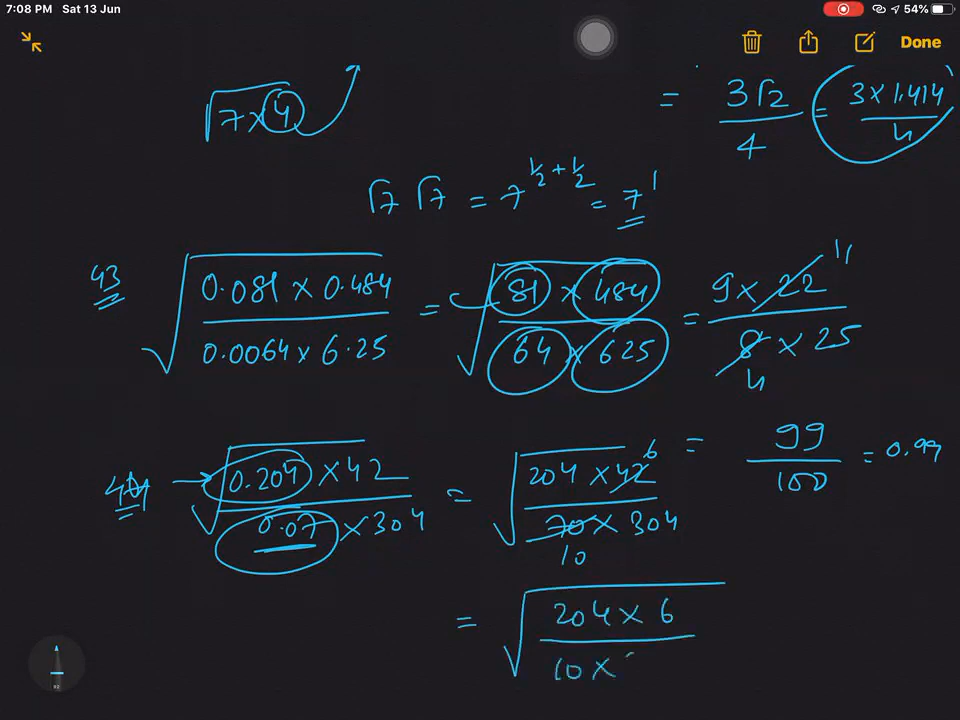 7:08 PM Sat 13 Jun 54%
Done
√(7×4)
= 3√2/4 = (3×1.414)/4
√7 √7 = 7^(1/2 + 1/2) = 7^1
43 √((0.081 × 0.484)/(0.0064 × 6.25)) = √((81 × 484)/(64 × 625)) = (9 × 22 11)/(8 4 × 25)
= 99/100 = 0.99
√((0.204 × 42)/(0.07 × 304)) = √((204 × 42 6)/(70 10 × 304))
= √((204 × 6)/(10 ×